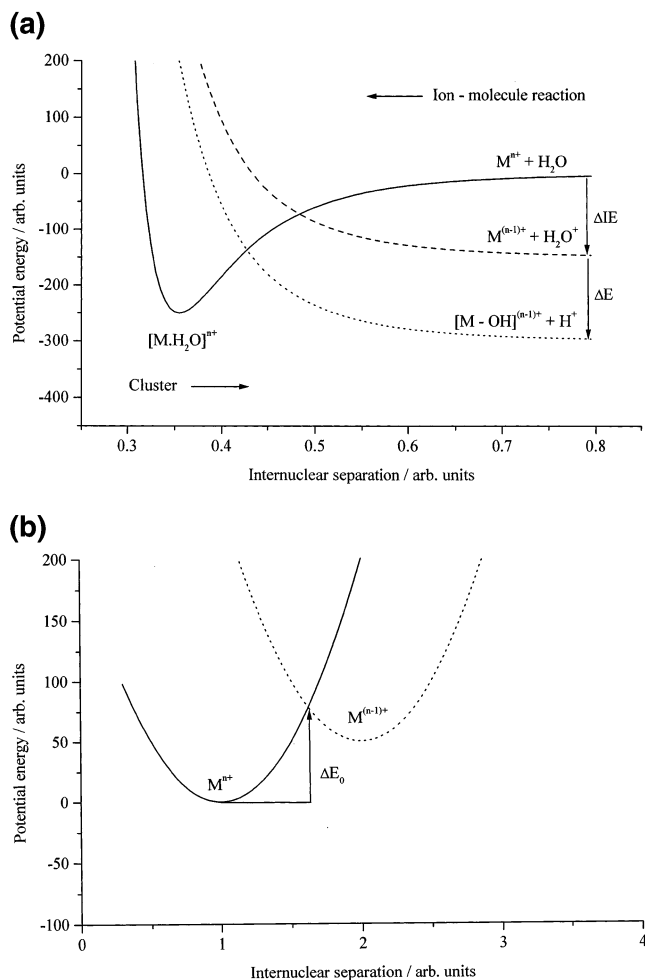 (a)
200
100
0
-100
-200
-300
-400
Potential energy / arb. units
Ion - molecule reaction
Mⁿ⁺ + H₂O
ΔIE
M⁽ⁿ⁻¹⁾⁺ + H₂O⁺
ΔE
[M - OH]⁽ⁿ⁻¹⁾⁺ + H⁺
[M.H₂O]ⁿ⁺
Cluster
0.3 0.4 0.5 0.6 0.7 0.8
Internuclear separation / arb. units
(b)
200
150
100
50
0
-50
-100
Potential energy / arb. units
M⁽ⁿ⁻¹⁾⁺
Mⁿ⁺
ΔE₀
0 1 2 3 4
Internuclear separation / arb. units